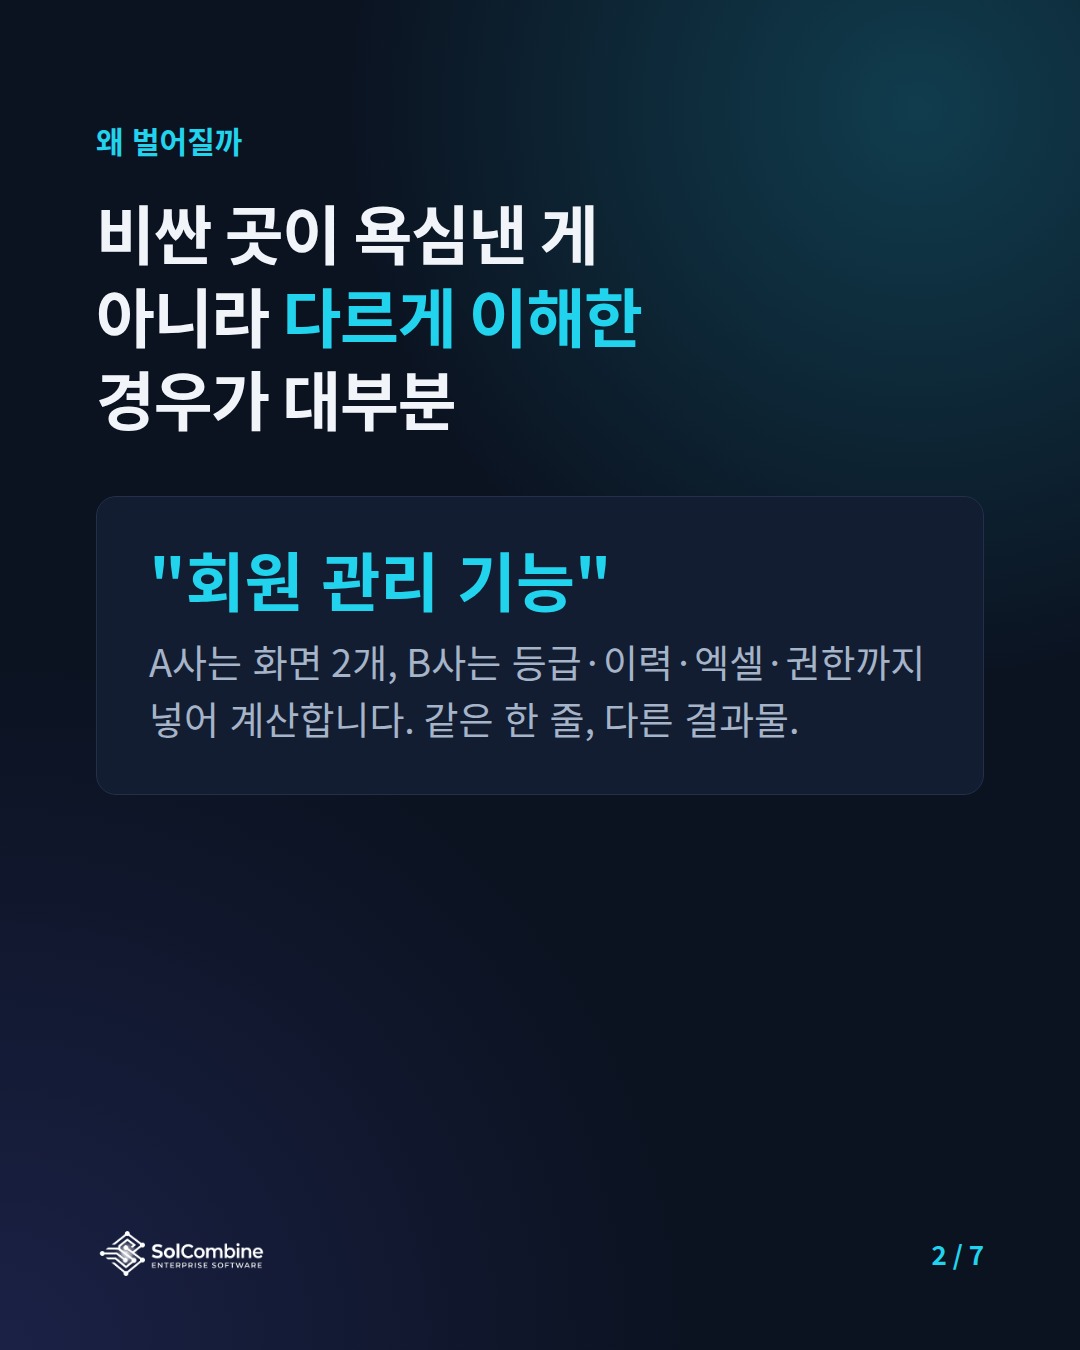 왜 벌어질까
비싼 곳이 욕심낸 게
아니라 다르게 이해한
경우가 대부분
"회원 관리 기능"
A사는 화면 2개, B사는 등급·이력·엑셀·권한까지
넣어 계산합니다. 같은 한 줄, 다른 결과물.
SolCombine
ENTERPRISE SOFTWARE
2 / 7